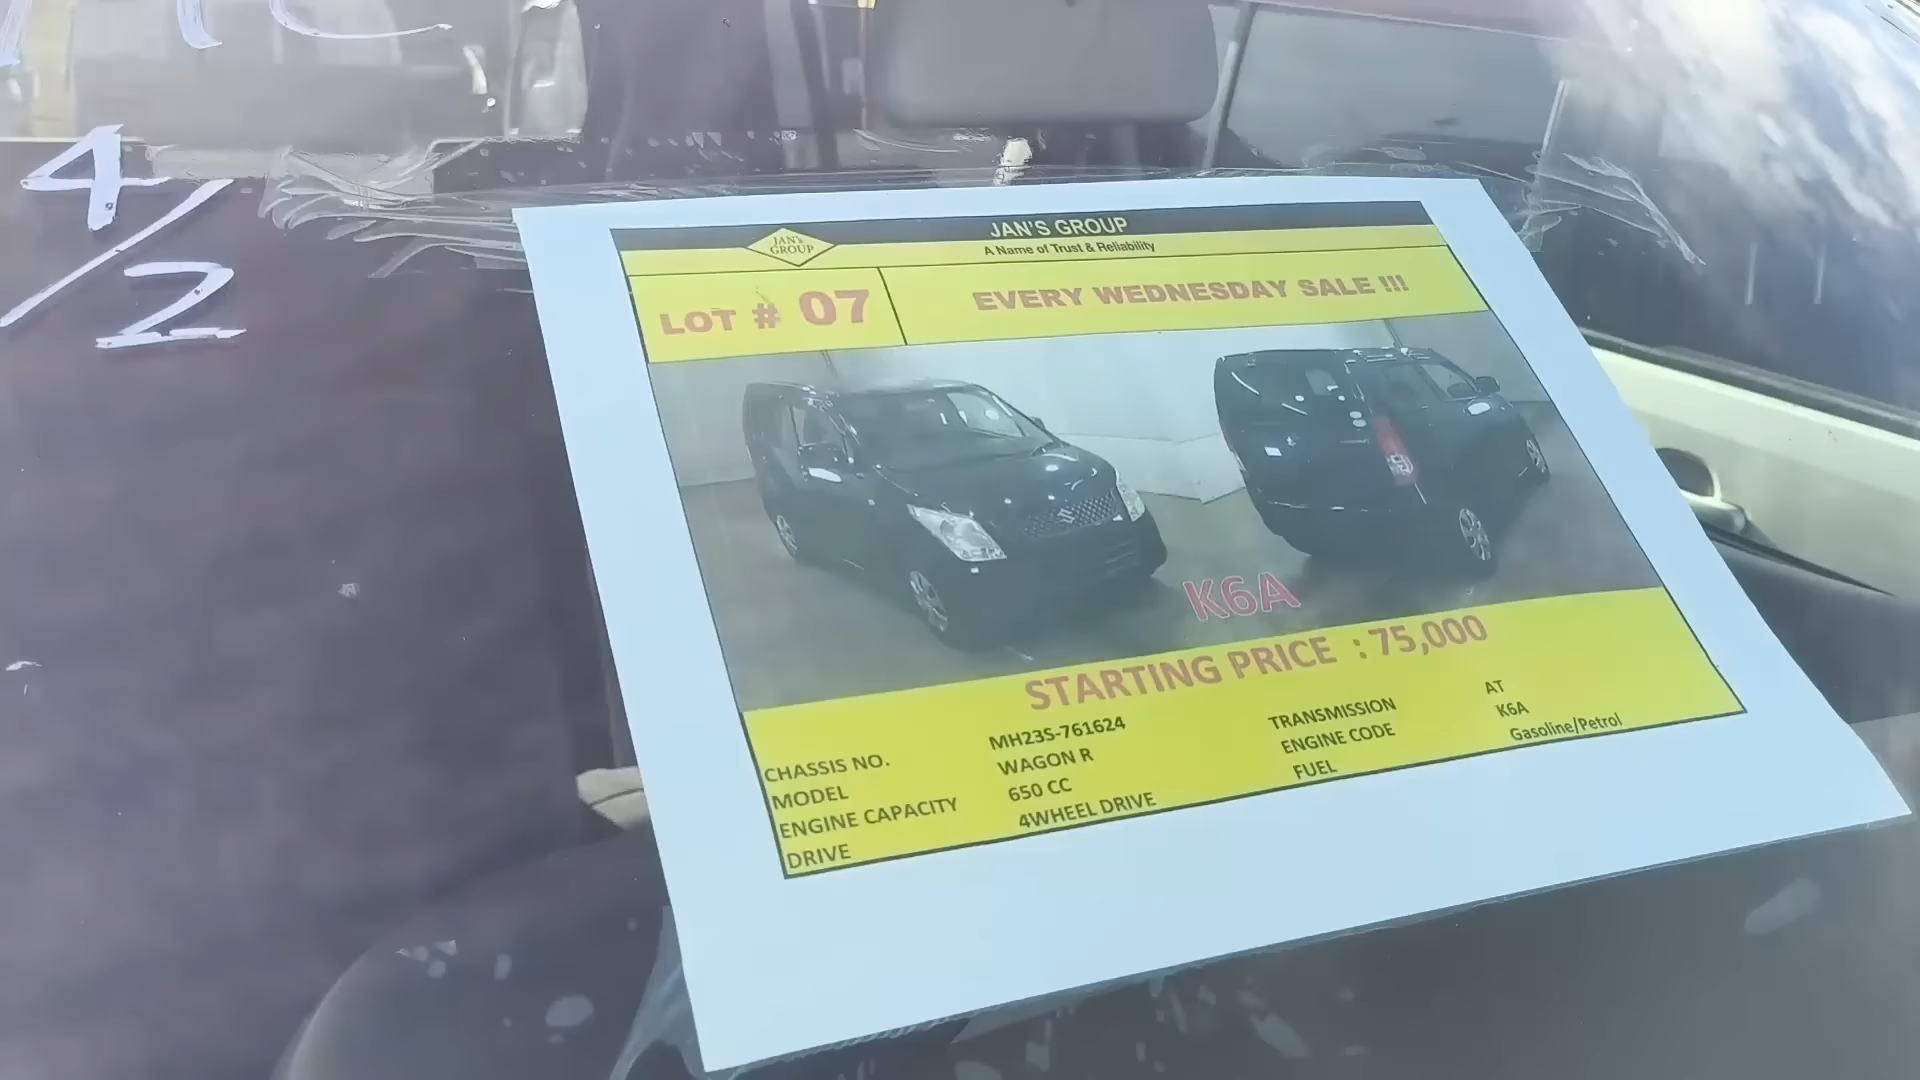 4/2
JAN'S GROUP
JAN's
GROUP
A Name of Trust & Reliability
LOT # 07
EVERY WEDNESDAY SALE !!!
K6A
STARTING PRICE : 75,000
CHASSIS NO. MH23S-761624 TRANSMISSION AT
MODEL WAGON R ENGINE CODE K6A
ENGINE CAPACITY 650 CC FUEL Gasoline/Petrol
DRIVE 4WHEEL DRIVE